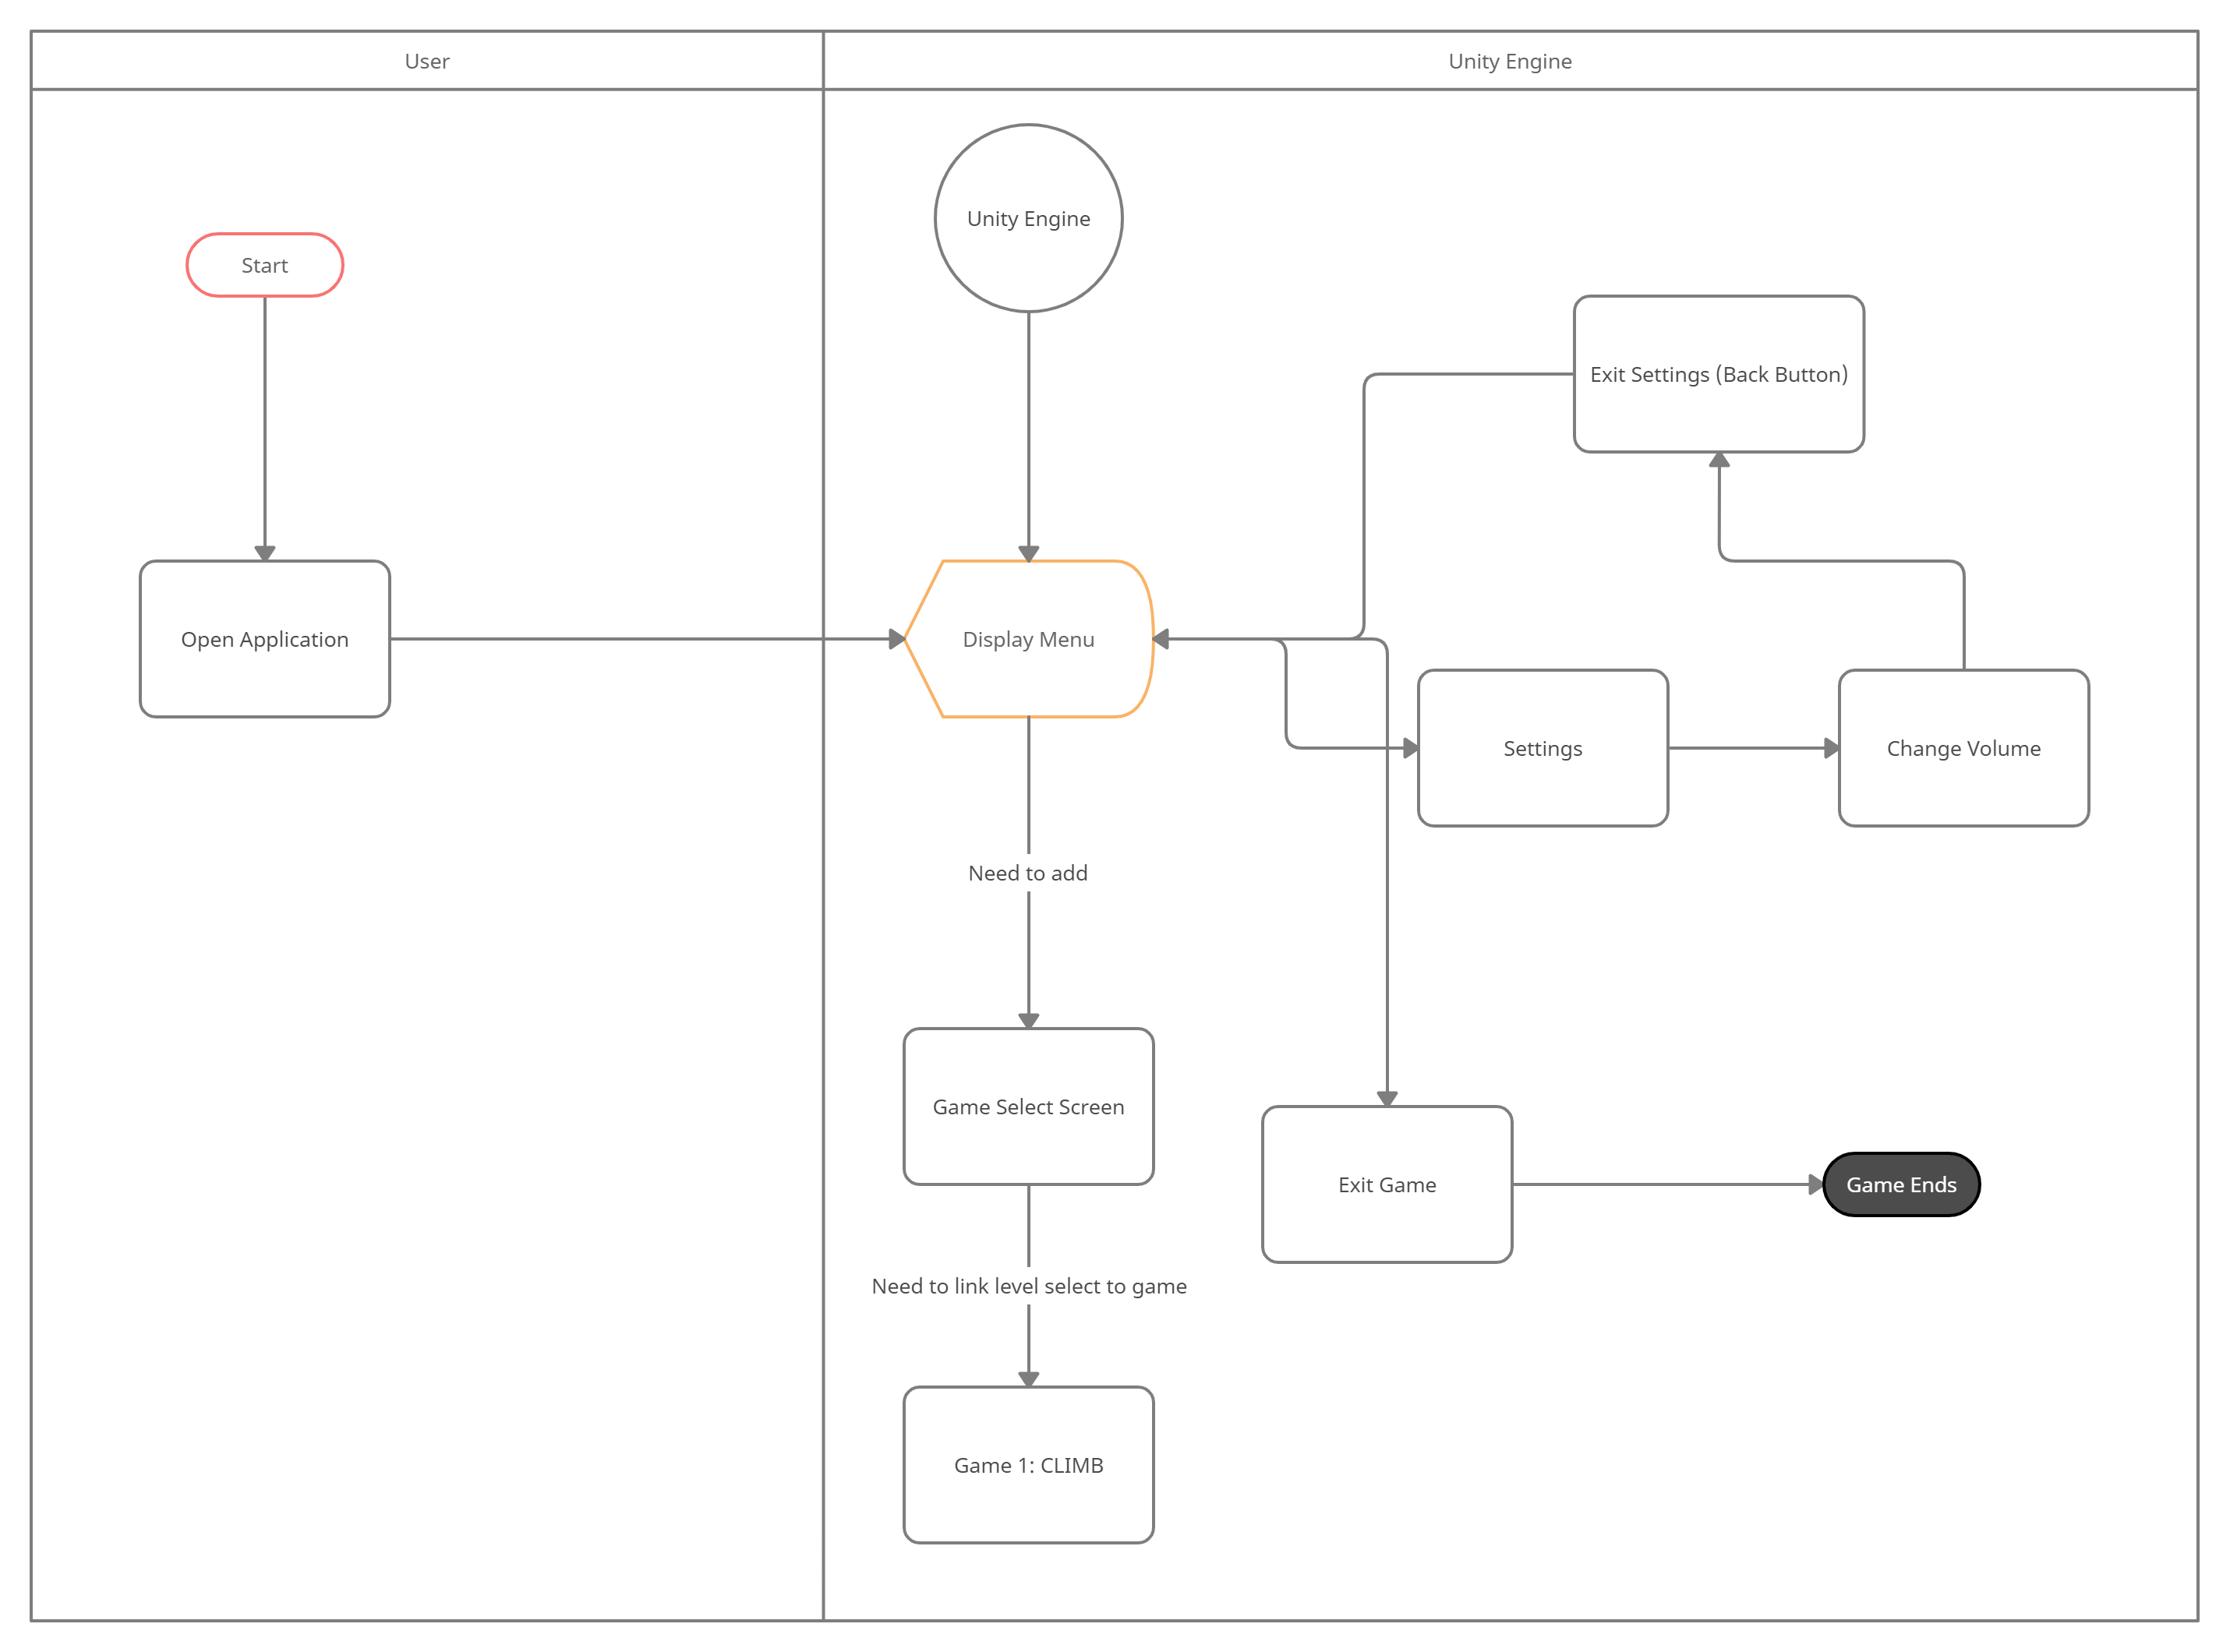 User
Unity Engine
Unity Engine
Start
Exit Settings (Back Button)
Open Application
Display Menu
Settings
Change Volume
Need to add
Game Select Screen
Exit Game
Game Ends
Need to link level select to game
Game 1: CLIMB